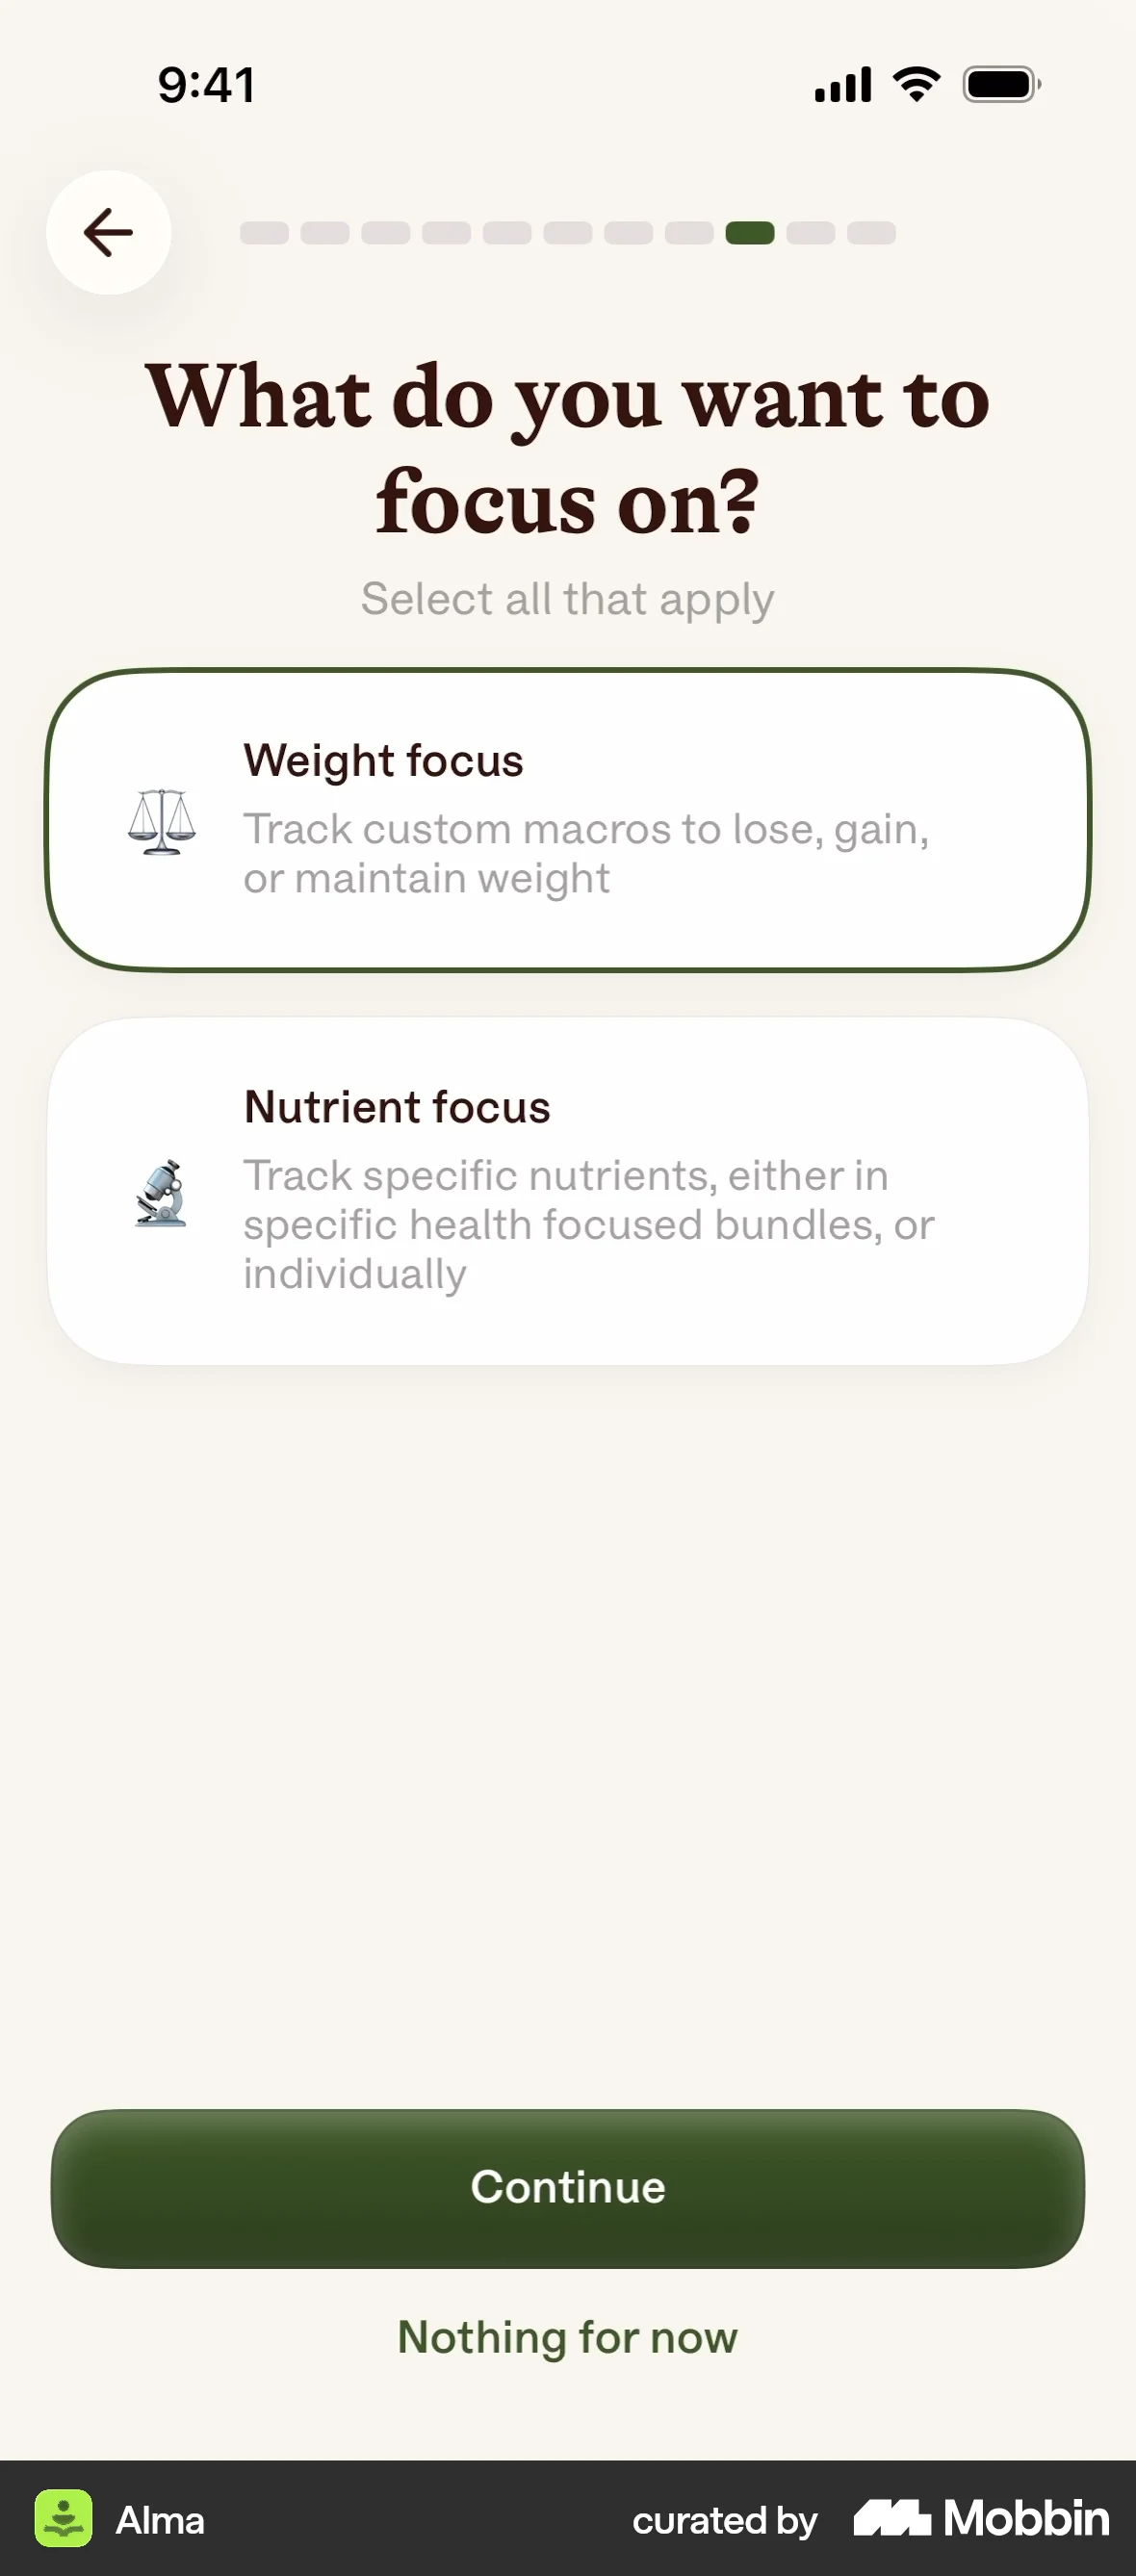 9:41
What do you want to
focus on?
Select all that apply
Weight focus
Track custom macros to lose, gain,
or maintain weight
Nutrient focus
Track specific nutrients, either in
specific health focused bundles, or
individually
Continue
Nothing for now
Alma
curated by Mobbin